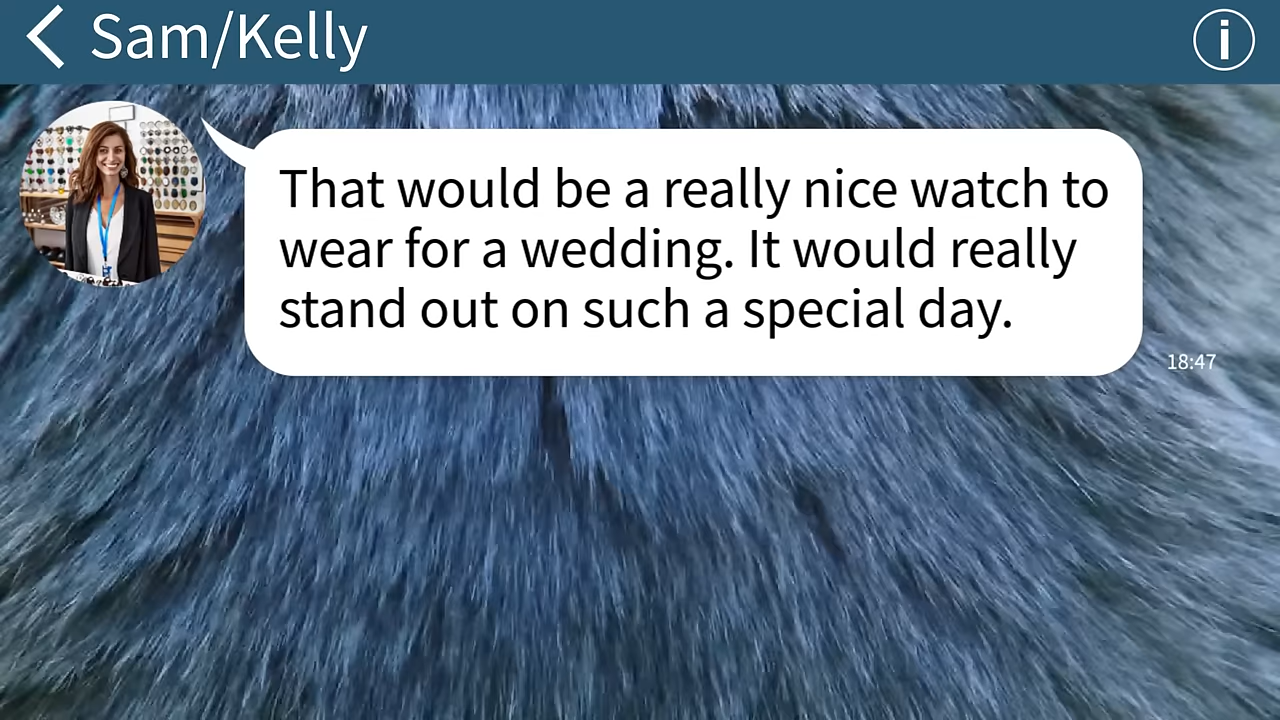 Sam/Kelly
That would be a really nice watch to
wear for a wedding. It would really
stand out on such a special day.
18:47